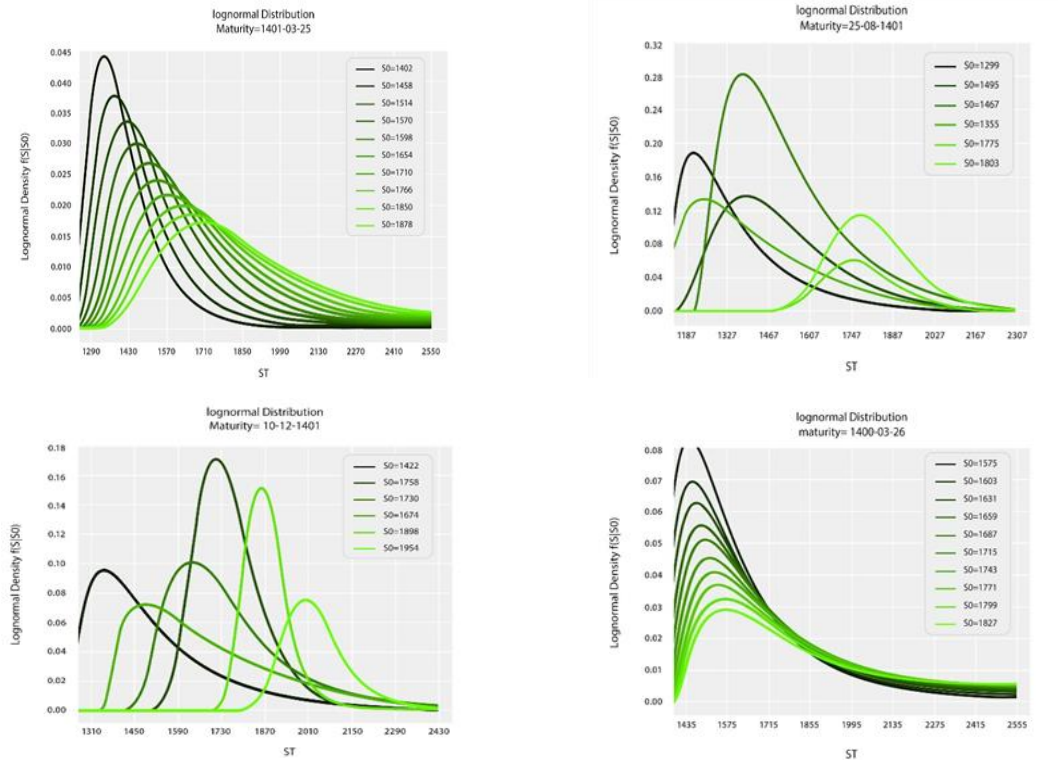 lognormal Distribution
Maturity=1401-03-25
Lognormal Density f(S|S0)
0.045
0.040
0.035
0.030
0.025
0.020
0.015
0.010
0.005
0.000
S0=1402
S0=1458
S0=1514
S0=1570
S0=1598
S0=1654
S0=1710
S0=1766
S0=1850
S0=1878
1290 1430 1570 1710 1850 1990 2130 2270 2410 2550
ST
lognormal Distribution
Maturity=25-08-1401
Lognormal Density f(S|S0)
0.32
0.28
0.24
0.20
0.16
0.12
0.08
0.04
0.00
S0=1299
S0=1495
S0=1467
S0=1355
S0=1775
S0=1803
1187 1327 1467 1607 1747 1887 2027 2167 2307
ST
lognormal Distribution
Maturity= 10-12-1401
Lognormal Density f(S|S0)
0.18
0.16
0.14
0.12
0.10
0.08
0.06
0.04
0.02
0.00
S0=1422
S0=1758
S0=1730
S0=1674
S0=1898
S0=1954
1310 1450 1590 1730 1870 2010 2150 2290 2430
ST
lognormal Distribution
maturity= 1400-03-26
Lognormal Density f(S|S0)
0.08
0.07
0.06
0.05
0.04
0.03
0.02
0.01
0.00
S0=1575
S0=1603
S0=1631
S0=1659
S0=1687
S0=1715
S0=1743
S0=1771
S0=1799
S0=1827
1435 1575 1715 1855 1995 2135 2275 2415 2555
ST